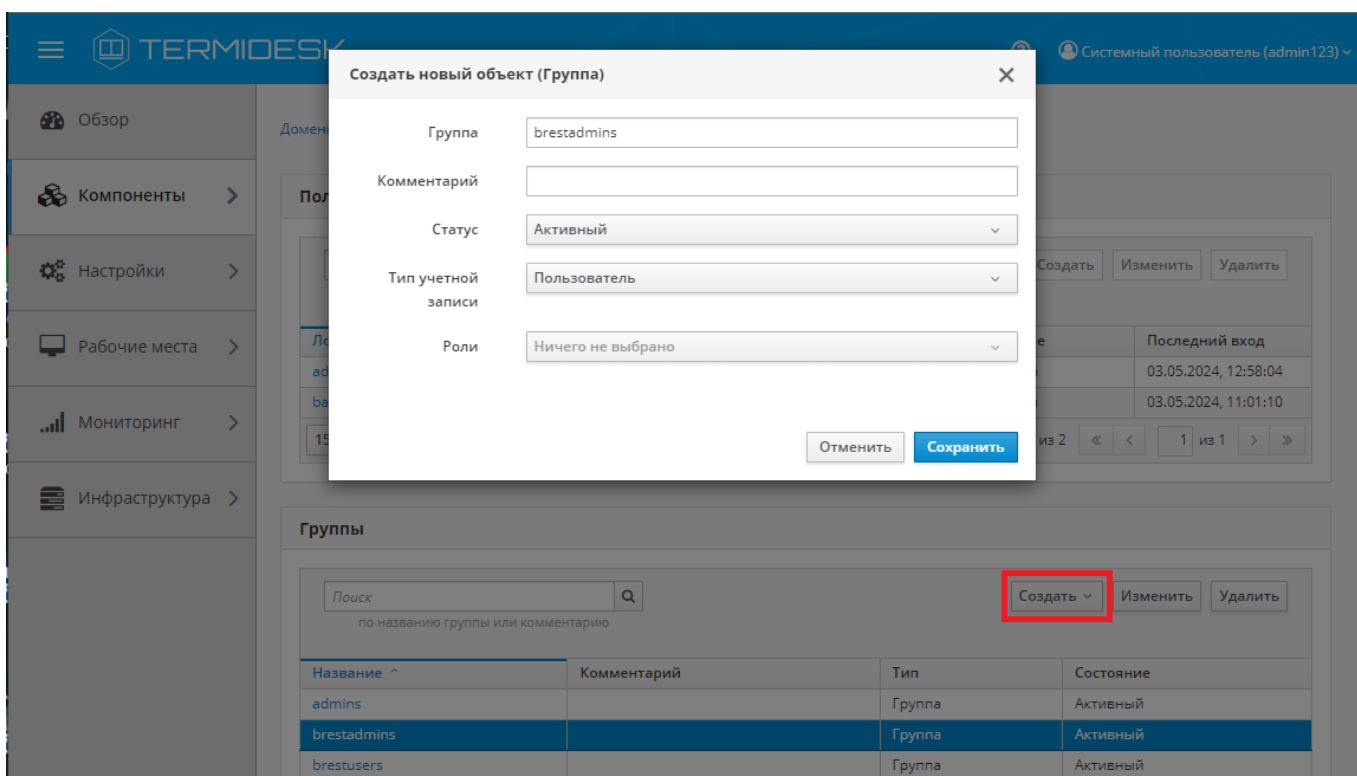 TERMIDESK
Системный пользователь (admin123)
Создать новый объект (Группа)
Обзор
Группа
brestadmins
Комментарий
Компоненты
Статус
Активный
Создать
Изменить
Удалить
Настройки
Тип учетной
записи
Пользователь
Рабочие места
Роли
Ничего не выбрано
Последний вход
03.05.2024, 12:58:04
03.05.2024, 11:01:10
Мониторинг
Отменить
Сохранить
из 2
1 из 1
Инфраструктура
Группы
Поиск
по названию группы или комментарию
Создать
Изменить
Удалить
Название
Комментарий
Тип
Состояние
admins
Группа
Активный
brestadmins
Группа
Активный
brestusers
Группа
Активный